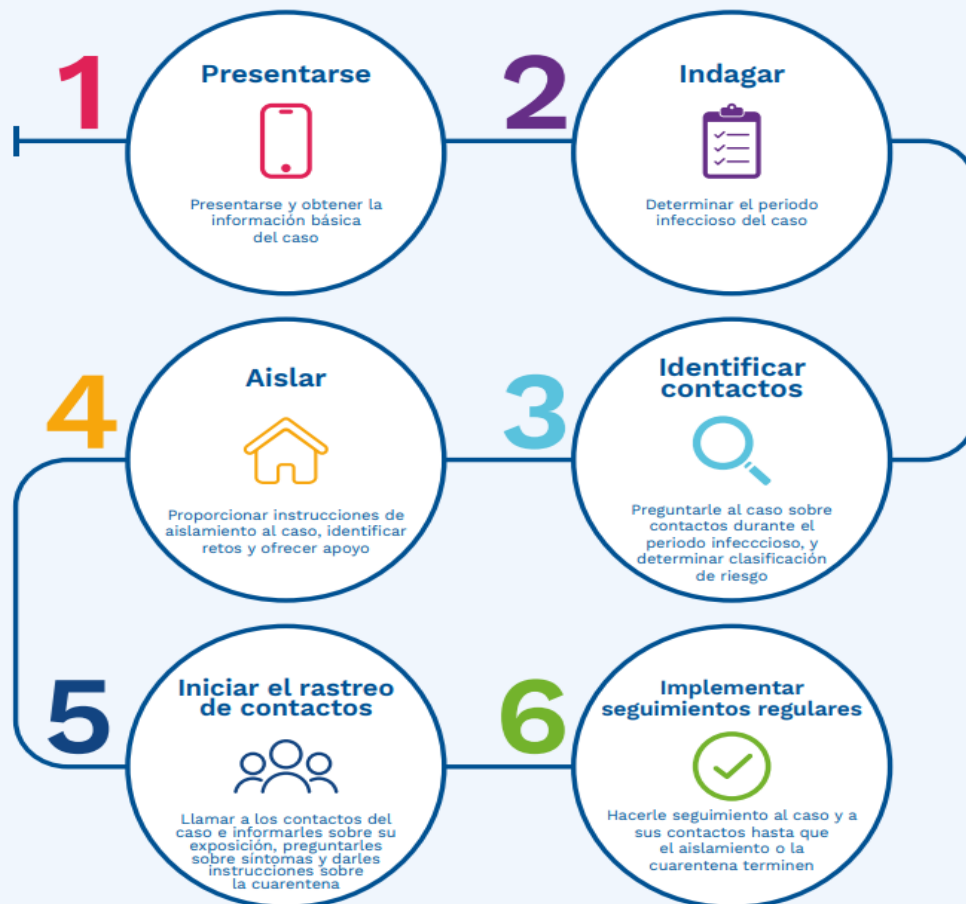 1
Presentarse
Presentarse y obtener la
información básica
del caso
2
Indagar
Determinar el periodo
infeccioso del caso
3
Identificar
contactos
Preguntarle al caso sobre
contactos durante el
periodo infecccioso, y
determinar clasificación
de riesgo
4
Aislar
Proporcionar instrucciones de
aislamiento al caso, identificar
retos y ofrecer apoyo
5
Iniciar el rastreo
de contactos
Llamar a los contactos del
caso e informarles sobre su
exposición, preguntarles
sobre síntomas y darles
instrucciones sobre
la cuarentena
6
Implementar
seguimientos regulares
Hacerle seguimiento al caso y a
sus contactos hasta que
el aislamiento o la
cuarentena terminen